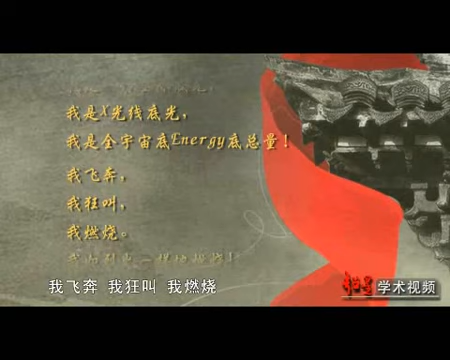 我是X光线底光，
我是全宇宙底Energy底总量！
我飞奔，
我狂叫，
我燃烧。
我飞奔 我狂叫 我燃烧
学术视频